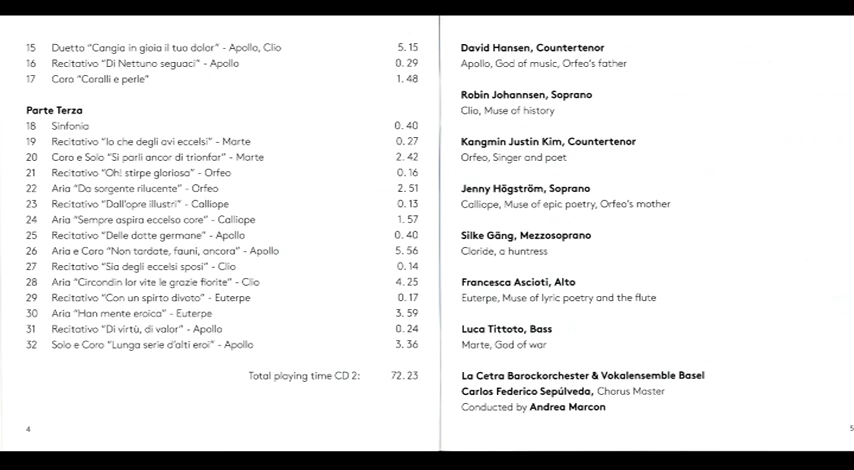 15 Duetto "Cangia in gioia il tuo dolor" - Apollo, Clio 5.15
16 Recitativo "Di Nettuno seguaci" - Apollo 0.29
17 Coro "Coralli e perle" 1.48
Parte Terza
18 Sinfonia 0.40
19 Recitativo "Io che degli avi eccelsi" - Marte 0.27
20 Coro e Solo "Si parli ancor di trionfar" - Marte 2.42
21 Recitativo "Oh! stirpe gloriosa" - Orfeo 0.16
22 Aria "Da sorgente rilucente" - Orfeo 2.51
23 Recitativo "Dall'opre illustri" - Calliope 0.13
24 Aria "Sempre aspira eccelso core" - Calliope 1.57
25 Recitativo "Delle dotte germane" - Apollo 0.40
26 Aria e Coro "Non tardate, fauni, ancora" - Apollo 5.56
27 Recitativo "Sia degli eccelsi sposi" - Clio 0.14
28 Aria "Circondin lor vite le grazie fiorite" - Clio 4.25
29 Recitativo "Con un spirto divoto" - Euterpe 0.17
30 Aria "Han mente eroica" - Euterpe 3.59
31 Recitativo "Di virtù, di valor" - Apollo 0.24
32 Solo e Coro "Lunga serie d'alti eroi" - Apollo 3.36
Total playing time CD 2: 72.23
4
David Hansen, Countertenor
Apollo, God of music, Orfeo's father
Robin Johannsen, Soprano
Clio, Muse of history
Kangmin Justin Kim, Countertenor
Orfeo, Singer and poet
Jenny Högström, Soprano
Calliope, Muse of epic poetry, Orfeo's mother
Silke Gäng, Mezzosoprano
Cloride, a huntress
Francesca Ascioti, Alto
Euterpe, Muse of lyric poetry and the flute
Luca Tittoto, Bass
Marte, God of war
La Cetra Barockorchester & Vokalensemble Basel
Carlos Federico Sepúlveda, Chorus Master
Conducted by Andrea Marcon
5